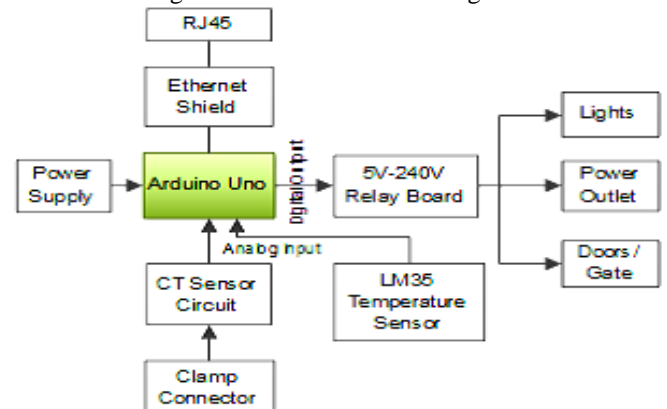 RJ45
Ethernet
Shield
Power
Supply
Arduino Uno
Digital Output
5V-240V
Relay Board
Lights
Power
Outlet
Doors /
Gate
Analog Input
CT Sensor
Circuit
LM35
Temperature
Sensor
Clamp
Connector